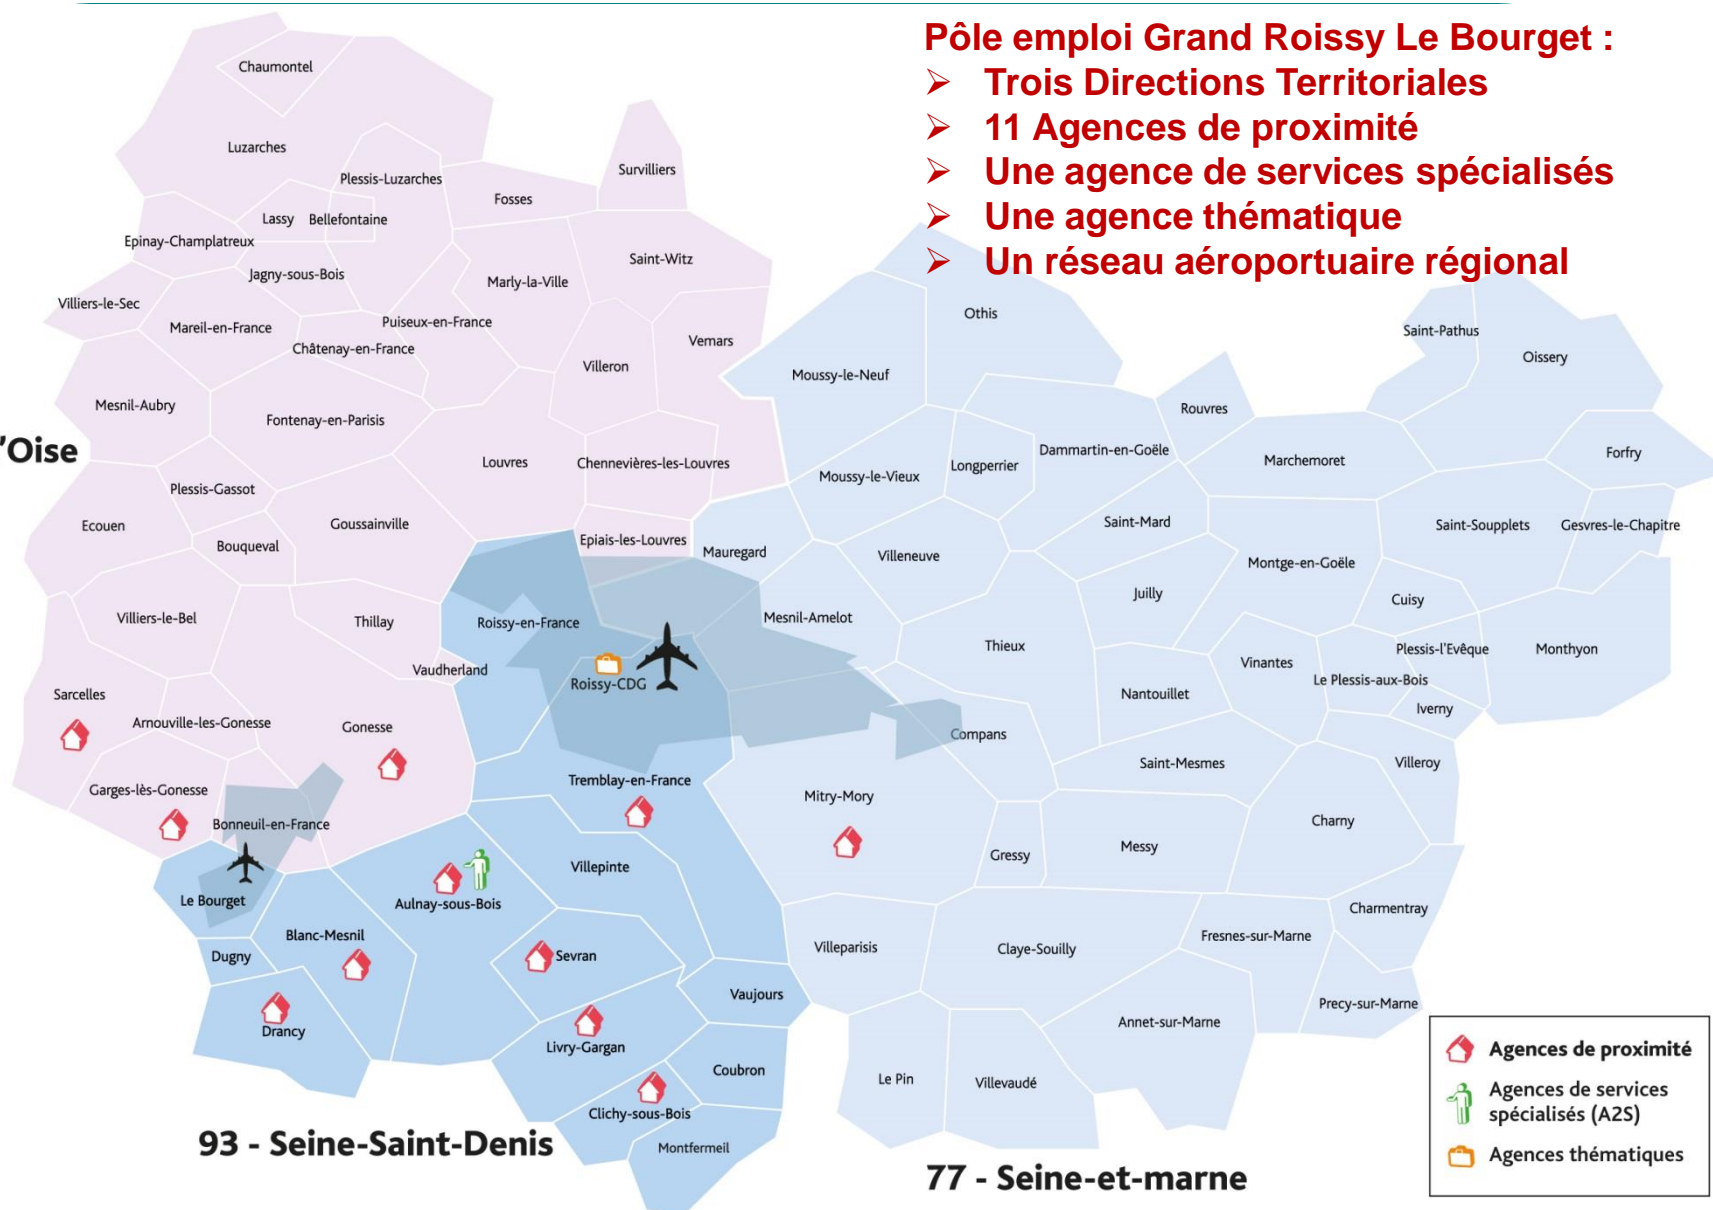 Pôle emploi Grand Roissy Le Bourget :
➢ Trois Directions Territoriales
➢ 11 Agences de proximité
➢ Une agence de services spécialisés
➢ Une agence thématique
➢ Un réseau aéroportuaire régional
Chaumontel
Luzarches
Plessis-Luzarches
Survilliers
Fosses
Lassy
Bellefontaine
Epinay-Champlatreux
Saint-Witz
Jagny-sous-Bois
Marly-la-Ville
Villiers-le-Sec
Mareil-en-France
Puiseux-en-France
Châtenay-en-France
Vemars
Villeron
Mesnil-Aubry
Fontenay-en-Parisis
'Oise
Louvres
Chennevières-les-Louvres
Plessis-Gassot
Ecouen
Goussainville
Bouqueval
Epiais-les-Louvres
Villiers-le-Bel
Thillay
Vaudherland
Sarcelles
Arnouville-les-Gonesse
Gonesse
Garges-lès-Gonesse
Bonneuil-en-France
Othis
Saint-Pathus
Oissery
Moussy-le-Neuf
Rouvres
Dammartin-en-Goële
Marchemoret
Forfry
Longperrier
Moussy-le-Vieux
Saint-Mard
Saint-Soupplets
Gesvres-le-Chapitre
Mauregard
Villeneuve
Montge-en-Goële
Juilly
Cuisy
Mesnil-Amelot
Thieux
Plessis-l'Evêque
Monthyon
Vinantes
Le Plessis-aux-Bois
Nantouillet
Iverny
Compans
Saint-Mesmes
Villeroy
Mitry-Mory
Charny
Messy
Gressy
Charmentray
Fresnes-sur-Marne
Villeparisis
Claye-Souilly
Precy-sur-Marne
Annet-sur-Marne
Le Pin
Villevaudé
Roissy-en-France
Roissy-CDG
Tremblay-en-France
Villepinte
Le Bourget
Aulnay-sous-Bois
Blanc-Mesnil
Dugny
Sevran
Vaujours
Drancy
Livry-Gargan
Coubron
Clichy-sous-Bois
Montfermeil
93 - Seine-Saint-Denis
77 - Seine-et-marne
Agences de proximité
Agences de services
spécialisés (A2S)
Agences thématiques